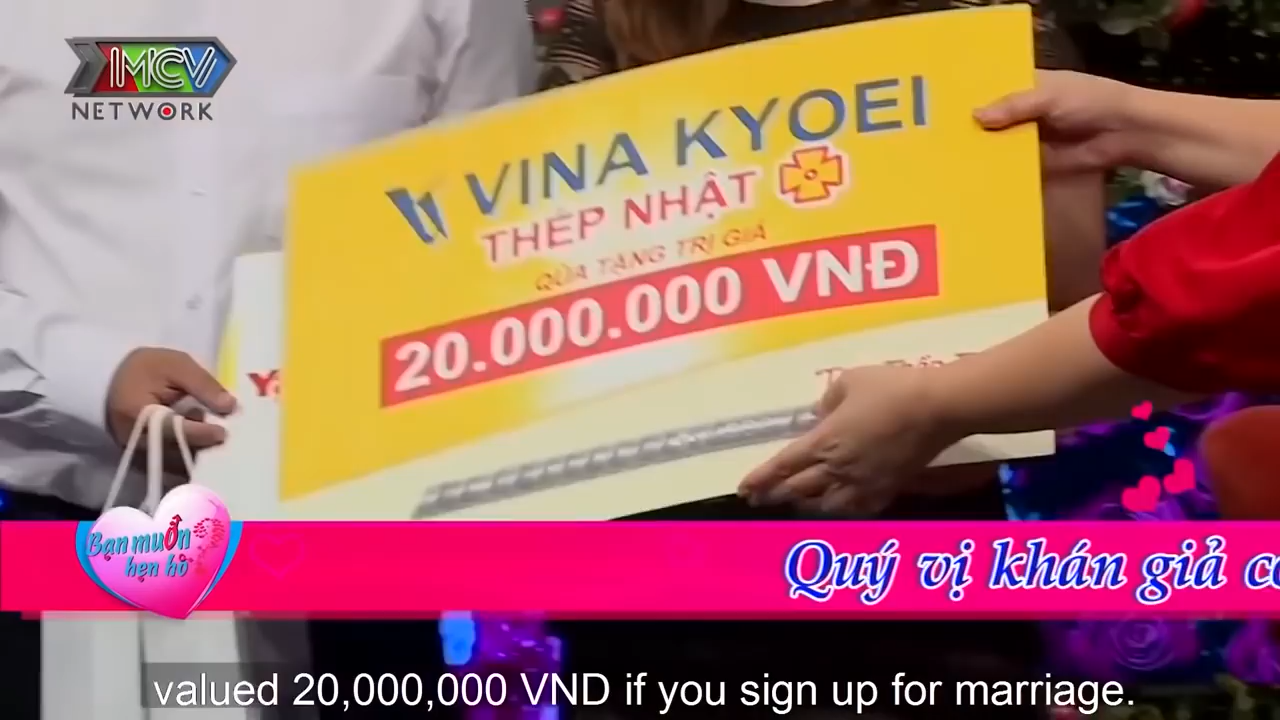 MCV
NETWORK
VINA KYOEI
THÉP NHẬT
QUÀ TẶNG TRỊ GIÁ
20.000.000 VNĐ
Bạn muốn
hẹn hò
Quý vị khán giả
valued 20,000,000 VND if you sign up for marriage.